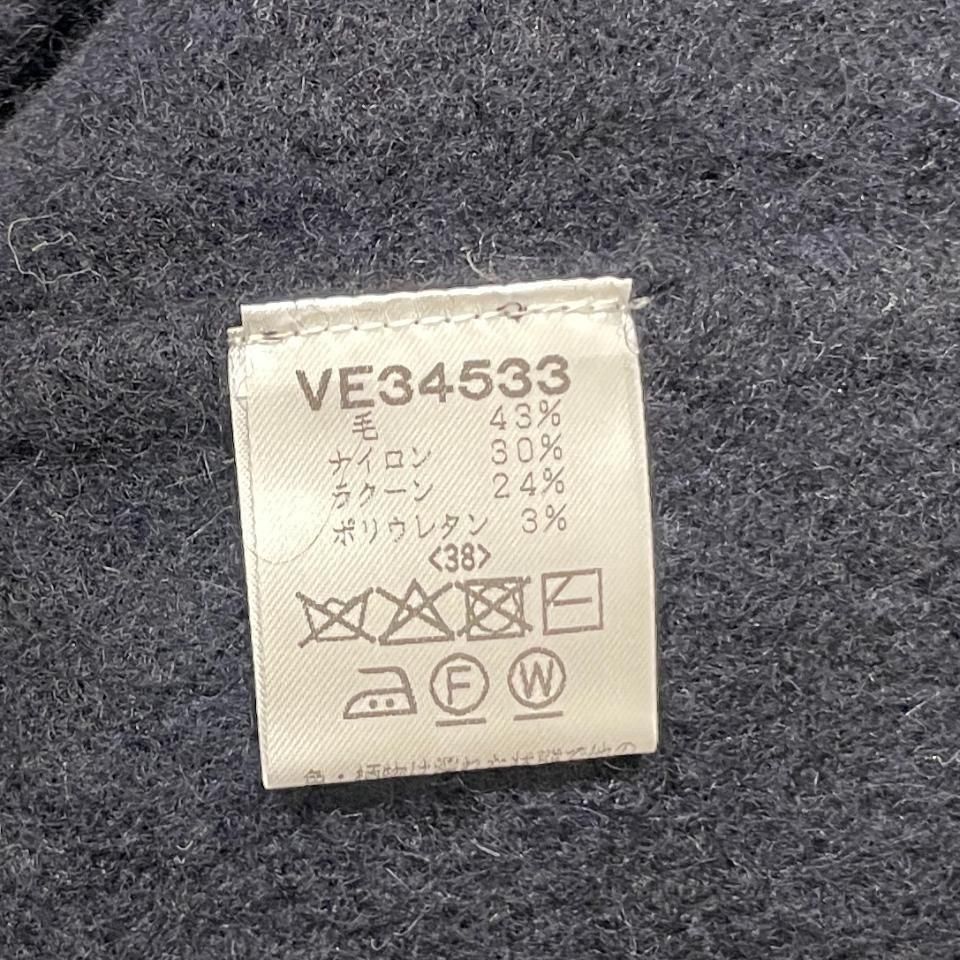 VE34533
毛 43%
ナイロン 30%
ラクーン 24%
ポリウレタン 3%
<38>
F W